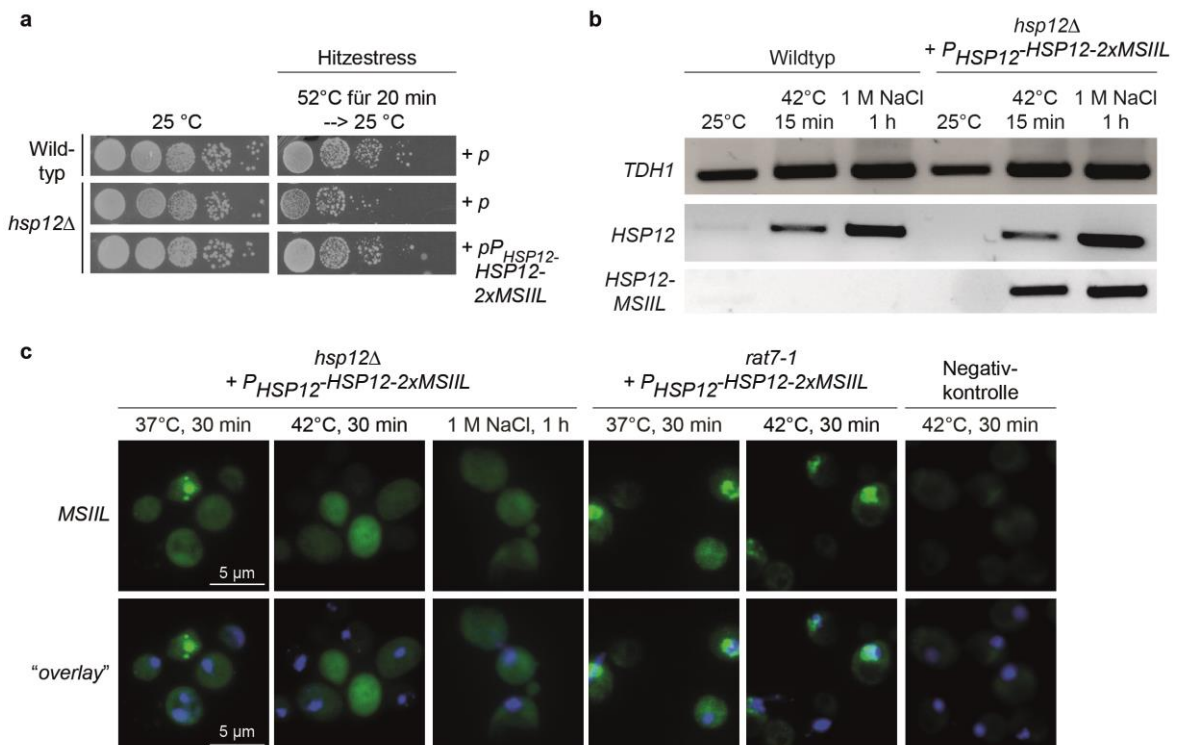 a
Hitzestress
52°C für 20 min
25 °C
--> 25 °C
Wild-
typ
+ p
hsp12Δ
+ p
+ pPHSP12-
HSP12-
2xMSIIL
b
hsp12Δ
Wildtyp
+ PHSP12-HSP12-2xMSIIL
42°C
1 M NaCl
42°C
1 M NaCl
25°C
15 min
1 h
25°C
15 min
1 h
TDH1
HSP12
HSP12-
MSIIL
c
hsp12Δ
+ PHSP12-HSP12-2xMSIIL
rat7-1
+ PHSP12-HSP12-2xMSIIL
Negativ-
kontrolle
37°C, 30 min
42°C, 30 min
1 M NaCl, 1 h
37°C, 30 min
42°C, 30 min
42°C, 30 min
MSIIL
5 µm
"overlay"
5 µm